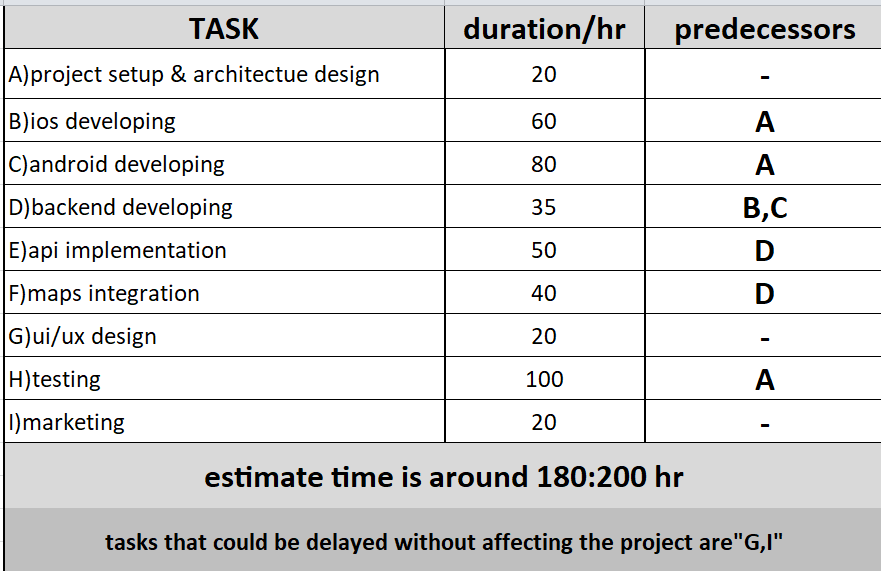 TASK duration/hr predecessors
A)project setup & architectue design 20 -
B)ios developing 60 A
C)android developing 80 A
D)backend developing 35 B,C
E)api implementation 50 D
F)maps integration 40 D
G)ui/ux design 20 -
H)testing 100 A
I)marketing 20 -
estimate time is around 180:200 hr
tasks that could be delayed without affecting the project are"G,I"